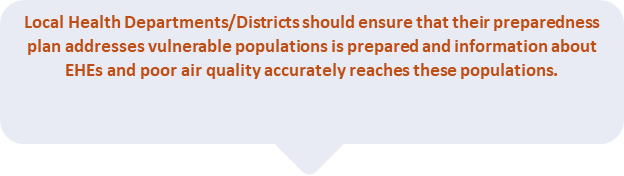 Local Health Departments/Districts should ensure that their preparedness
plan addresses vulnerable populations is prepared and information about
EHEs and poor air quality accurately reaches these populations.